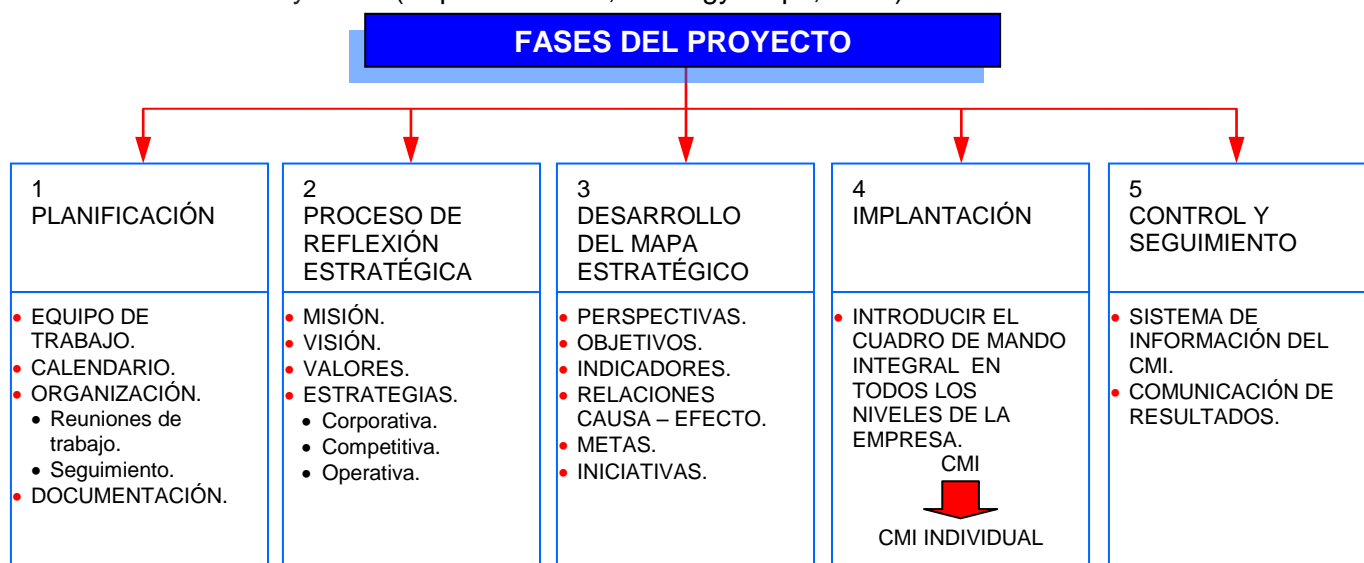 FASES DEL PROYECTO
1
PLANIFICACIÓN
• EQUIPO DE
TRABAJO.
• CALENDARIO.
• ORGANIZACIÓN.
• Reuniones de
trabajo.
• Seguimiento.
• DOCUMENTACIÓN.
2
PROCESO DE
REFLEXIÓN
ESTRATÉGICA
• MISIÓN.
• VISIÓN.
• VALORES.
• ESTRATEGIAS.
• Corporativa.
• Competitiva.
• Operativa.
3
DESARROLLO
DEL MAPA
ESTRATÉGICO
• PERSPECTIVAS.
• OBJETIVOS.
• INDICADORES.
• RELACIONES
CAUSA – EFECTO.
• METAS.
• INICIATIVAS.
4
IMPLANTACIÓN
• INTRODUCIR EL
CUADRO DE MANDO
INTEGRAL EN
TODOS LOS
NIVELES DE LA
EMPRESA.
CMI
CMI INDIVIDUAL
5
CONTROL Y
SEGUIMIENTO
• SISTEMA DE
INFORMACIÓN DEL
CMI.
• COMUNICACIÓN DE
RESULTADOS.